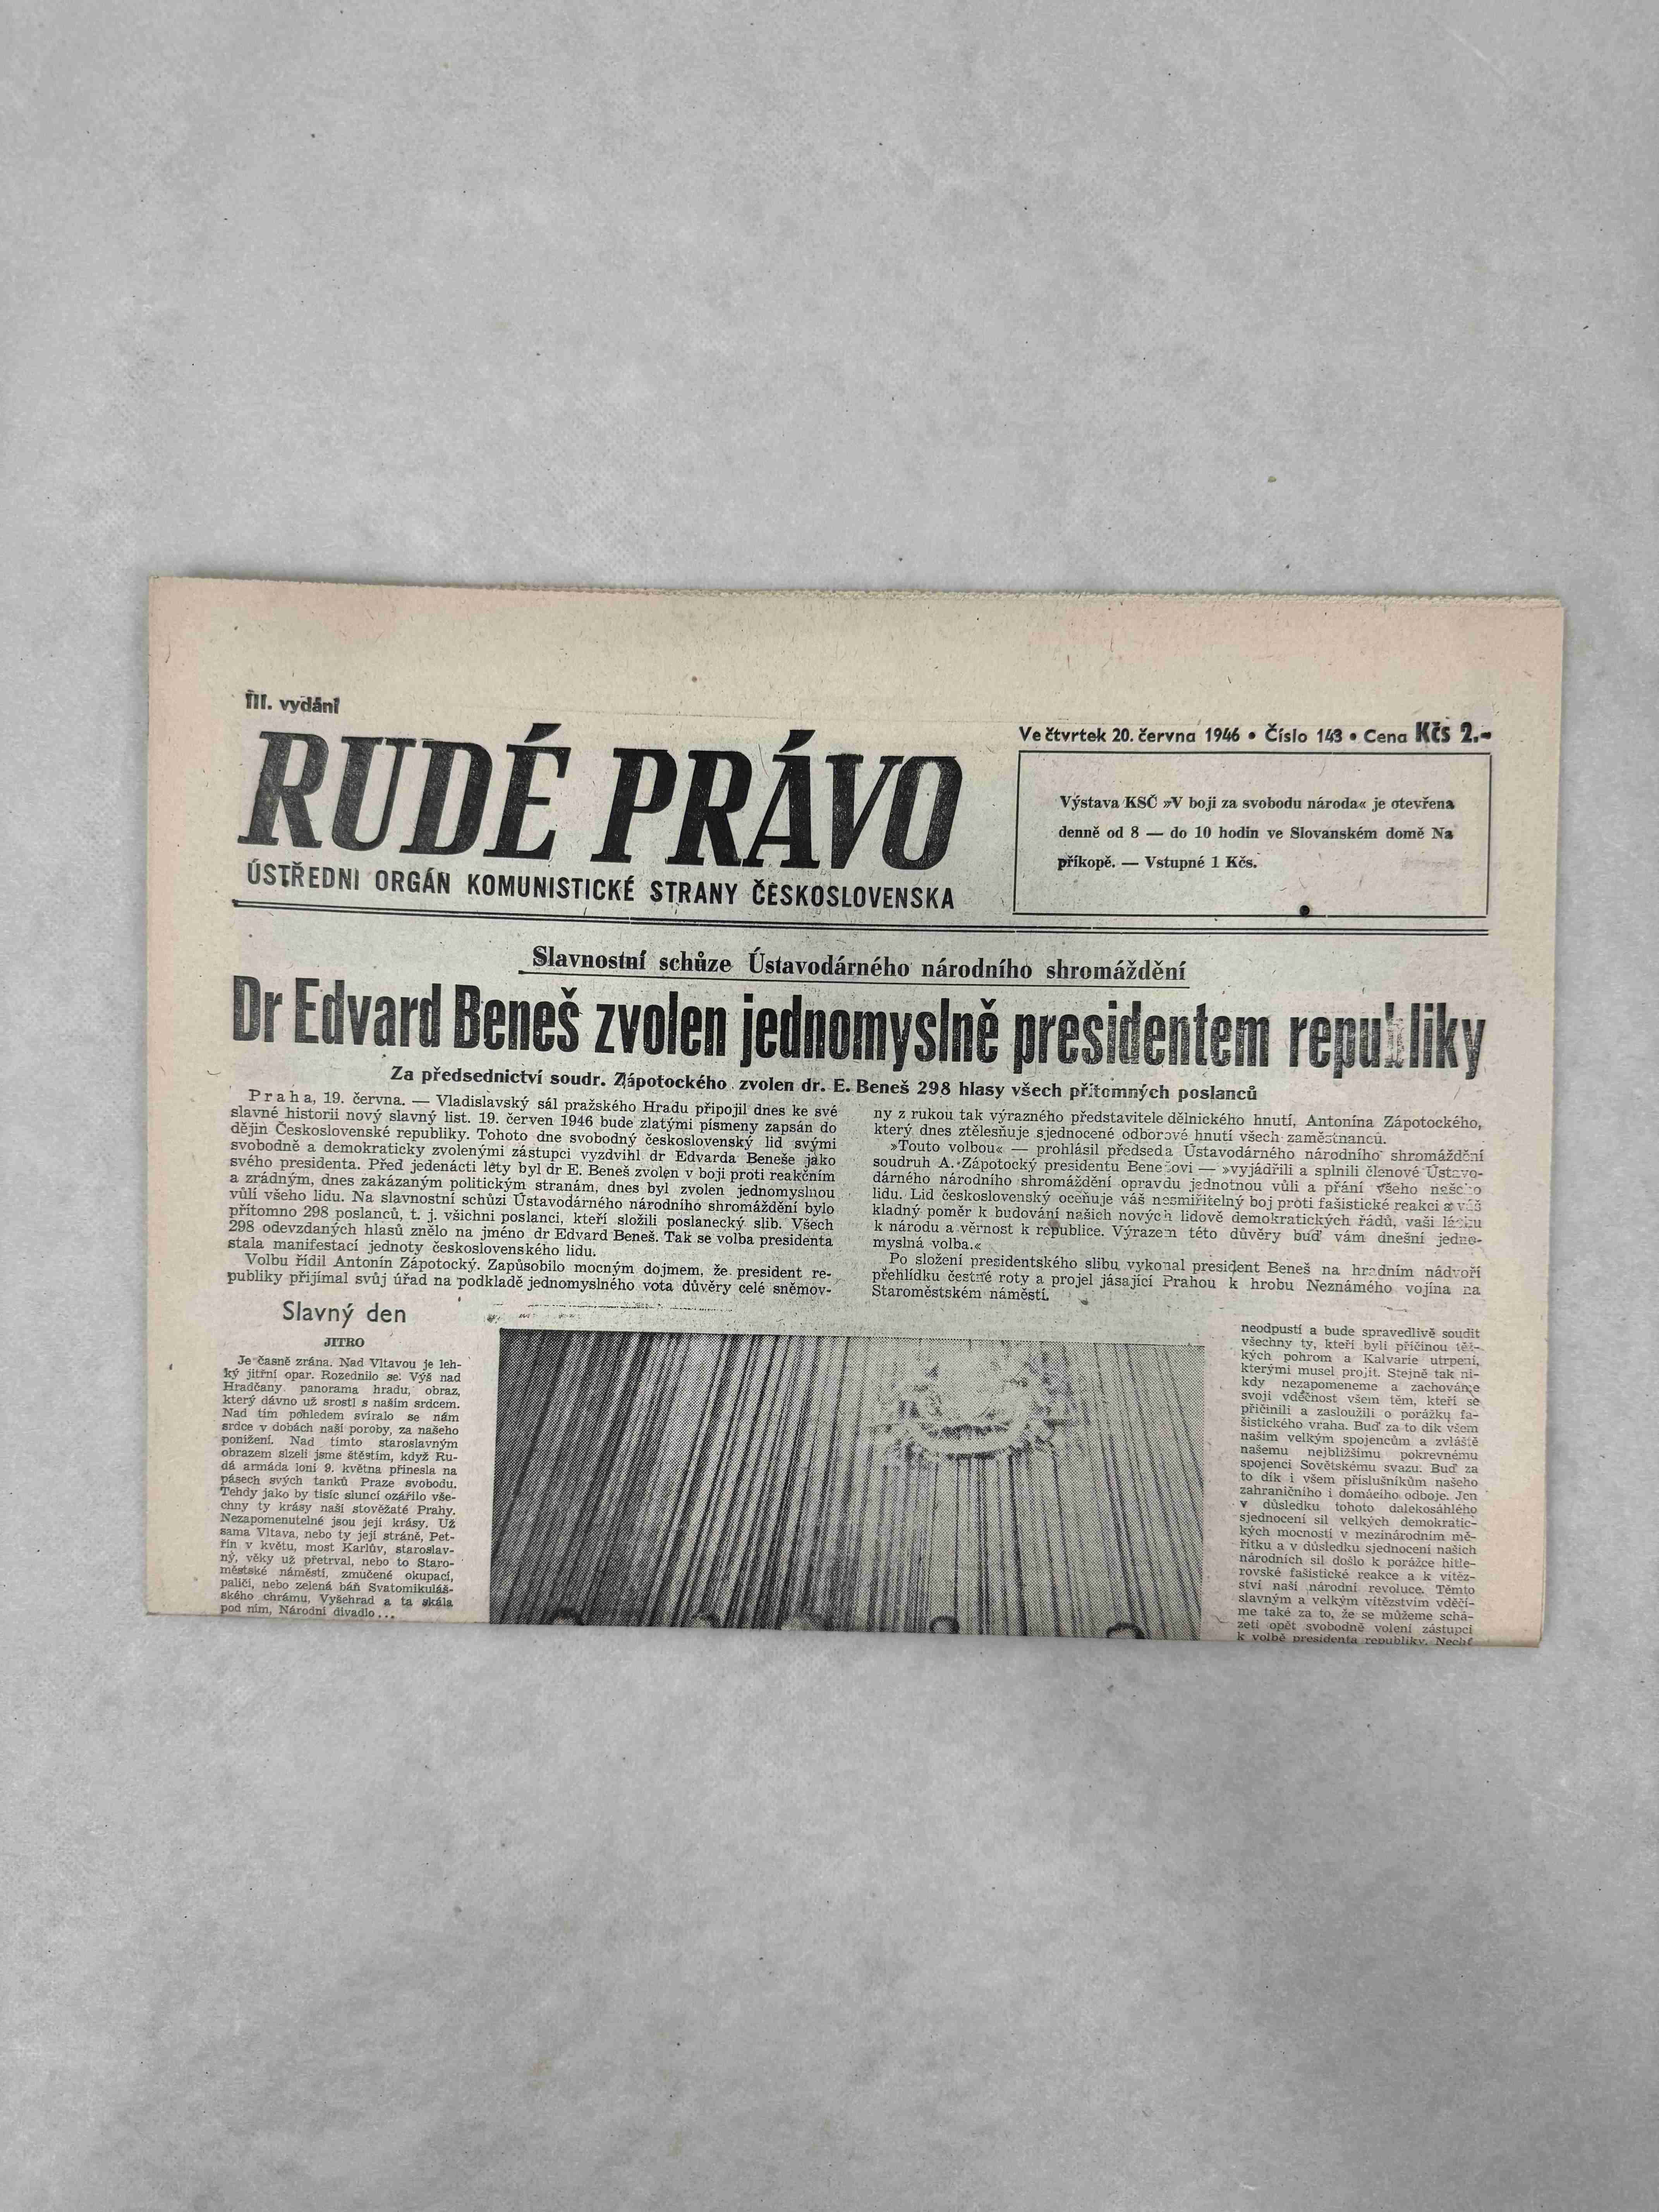 III. vydání
RUDÉ PRÁVO
ÚSTŘEDNI ORGÁN KOMUNISTICKÉ STRANY ČESKOSLOVENSKA
Ve čtvrtek 20. června 1946 • Číslo 143 • Cena Kčs 2.-
Výstava KSČ »V boji za svobodu národa« je otevřena
denně od 8 — do 10 hodin ve Slovanském domě Na
příkopě. — Vstupné 1 Kčs.
Slavnostní schůze Ústavodárného národního shromáždění
Dr Edvard Beneš zvolen jednomyslně presidentem republiky
Za předsednictví soudr. Zápotockého zvolen dr. E. Beneš 298 hlasy všech přítomných poslanců
Praha, 19. června. — Vladislavský sál pražského Hradu připojil dnes ke své
slavné historii nový slavný list. 19. červen 1946 bude zlatými písmeny zapsán do
dějin Československé republiky. Tohoto dne svobodný československý lid svými
svobodně a demokraticky zvolenými zástupci vyzdvihl dr Edvarda Beneše jako
svého presidenta. Před jedenácti léty byl dr E. Beneš zvolen v boji proti reakčním
a zrádným, dnes zakázaným politickým stranám, dnes byl zvolen jednomyslnou
vůlí všeho lidu. Na slavnostní schůzi Ústavodárného národního shromáždění bylo
přítomno 298 poslanců, t. j. všichni poslanci, kteří složili poslanecký slib. Všech
298 odevzdaných hlasů znělo na jméno dr Edvard Beneš. Tak se volba presidenta
stala manifestací jednoty československého lidu.
Volbu řídil Antonín Zápotocký. Zapůsobilo mocným dojmem, že president re-
publiky přijímal svůj úřad na podkladě jednomyslného vota důvěry celé sněmov-
ny z rukou tak výrazného představitele dělnického hnutí, Antonína Zápotockého,
který dnes ztělesňuje sjednocené odborové hnutí všech zaměstnanců.
»Touto volbou« — prohlásil předseda Ústavodárného národního shromáždění
soudruh A. Zápotocký presidentu Benešovi — »vyjádřili a splnili členové Ústavo-
dárného národního shromáždění opravdu jednotnou vůli a přání všeho našeho
lidu. Lid československý oceňuje váš nesmiřitelný boj proti fašistické reakci a váš
kladný poměr k budování našich nových lidově demokratických řádů, vaši lásku
k národu a věrnost k republice. Výrazem této důvěry buď vám dnešní jedno-
myslná volba.«
Po složení presidentského slibu vykonal president Beneš na hradním nádvoří
přehlídku čestné roty a projel jásající Prahou k hrobu Neznámého vojína na
Staroměstském náměstí.
Slavný den
JITRO
Je časně zrána. Nad Vltavou je leh-
ký jitřní opar. Rozednilo se. Výš nad
Hradčany panorama hradu, obraz,
který dávno už srostl s naším srdcem.
Nad tím pohledem svíralo se nám
srdce v dobách naší poroby, za našeho
ponížení. Nad tímto staroslavným
obrazem slzeli jsme štěstím, když Ru-
dá armáda loni 9. května přinesla na
pásech svých tanků Praze svobodu.
Tehdy jako by tisíc sluncí ozářilo vše-
chny ty krásy naší stověžaté Prahy.
Nezapomenutelné jsou její krásy. Už
sama Vltava, nebo ty její stráně, Pet-
řín v květu, most Karlův, staroslav-
ný, věky už přetrval, nebo to Staro-
městské náměstí, zmučené okupací,
paliči, nebo zelená báň Svatomikuláš-
ského chrámu, Vyšehrad a ta skála
pod ním, Národní divadlo...
neodpustí a bude spravedlivě soudit
všechny ty, kteří byli příčinou těž-
kých pohrom a Kalvarie utrpení,
kterými musel projít. Stejně tak ni-
kdy nezapomeneme a zachováme
svoji vděčnost všem těm, kteří se
přičinili a zasloužili o porážku fa-
šistického vraha. Buď za to dík všem
našim velkým spojencům a zvláště
našemu nejbližšímu pokrevnému
spojenci Sovětskému svazu. Buď za
to dík i všem příslušníkům našeho
zahraničního i domácího odboje. Jen
v důsledku tohoto dalekosáhlého
sjednocení sil velkých demokratic-
kých mocností v mezinárodním mě-
řítku a v důsledku sjednocení našich
národních sil došlo k porážce hitle-
rovské fašistické reakce a k vítěz-
ství naší národní revoluce. Těmto
slavným a velkým vítězstvím vděčí-
me také za to, že se můžeme schá-
zeti opět svobodně volení zástupci
k volbě presidenta republiky. Nechť